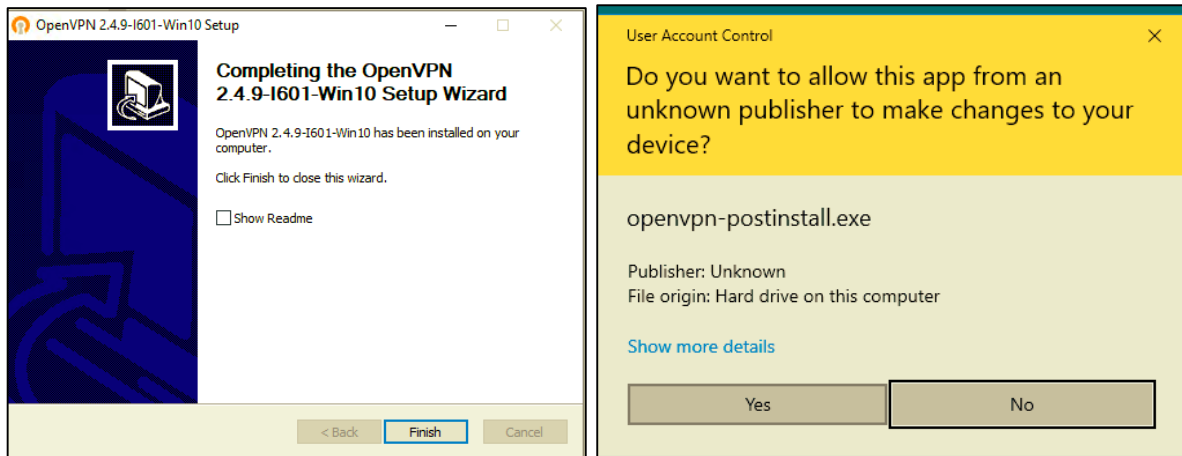 OpenVPN 2.4.9-I601-Win10 Setup
Completing the OpenVPN
2.4.9-I601-Win10 Setup Wizard
OpenVPN 2.4.9-I601-Win10 has been installed on your
computer.
Click Finish to close this wizard.
Show Readme
< Back
Finish
Cancel
User Account Control
Do you want to allow this app from an
unknown publisher to make changes to your
device?
openvpn-postinstall.exe
Publisher: Unknown
File origin: Hard drive on this computer
Show more details
Yes
No